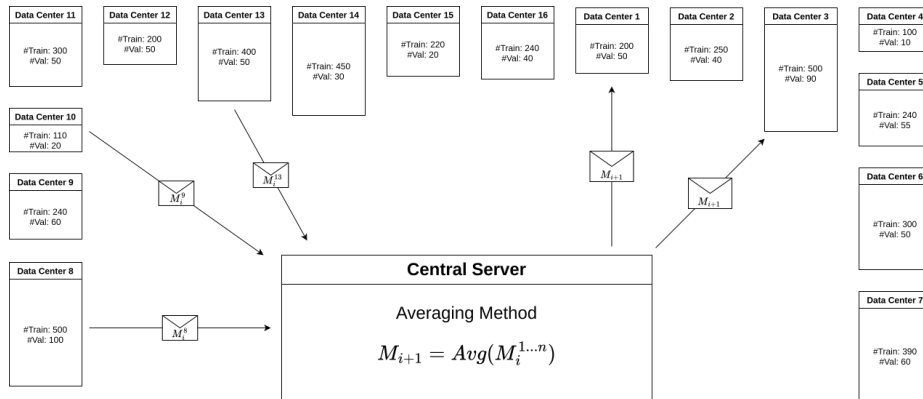 Data Center 11
#Train: 300
#Val: 50
Data Center 12
#Train: 200
#Val: 50
Data Center 13
#Train: 400
#Val: 50
Data Center 14
#Train: 450
#Val: 30
Data Center 15
#Train: 220
#Val: 20
Data Center 16
#Train: 240
#Val: 40
Data Center 1
#Train: 200
#Val: 50
Data Center 2
#Train: 250
#Val: 40
Data Center 3
#Train: 500
#Val: 90
Data Center 4
#Train: 100
#Val: 10
Data Center 5
#Train: 240
#Val: 55
Data Center 6
#Train: 300
#Val: 50
Data Center 7
#Train: 390
#Val: 60
Data Center 10
#Train: 110
#Val: 20
Data Center 9
#Train: 240
#Val: 60
Data Center 8
#Train: 500
#Val: 100
M_i^9
M_i^13
M_i^8
M_{i+1}
M_{i+1}
Central Server
Averaging Method
M_{i+1} = Avg(M_i^{1...n})